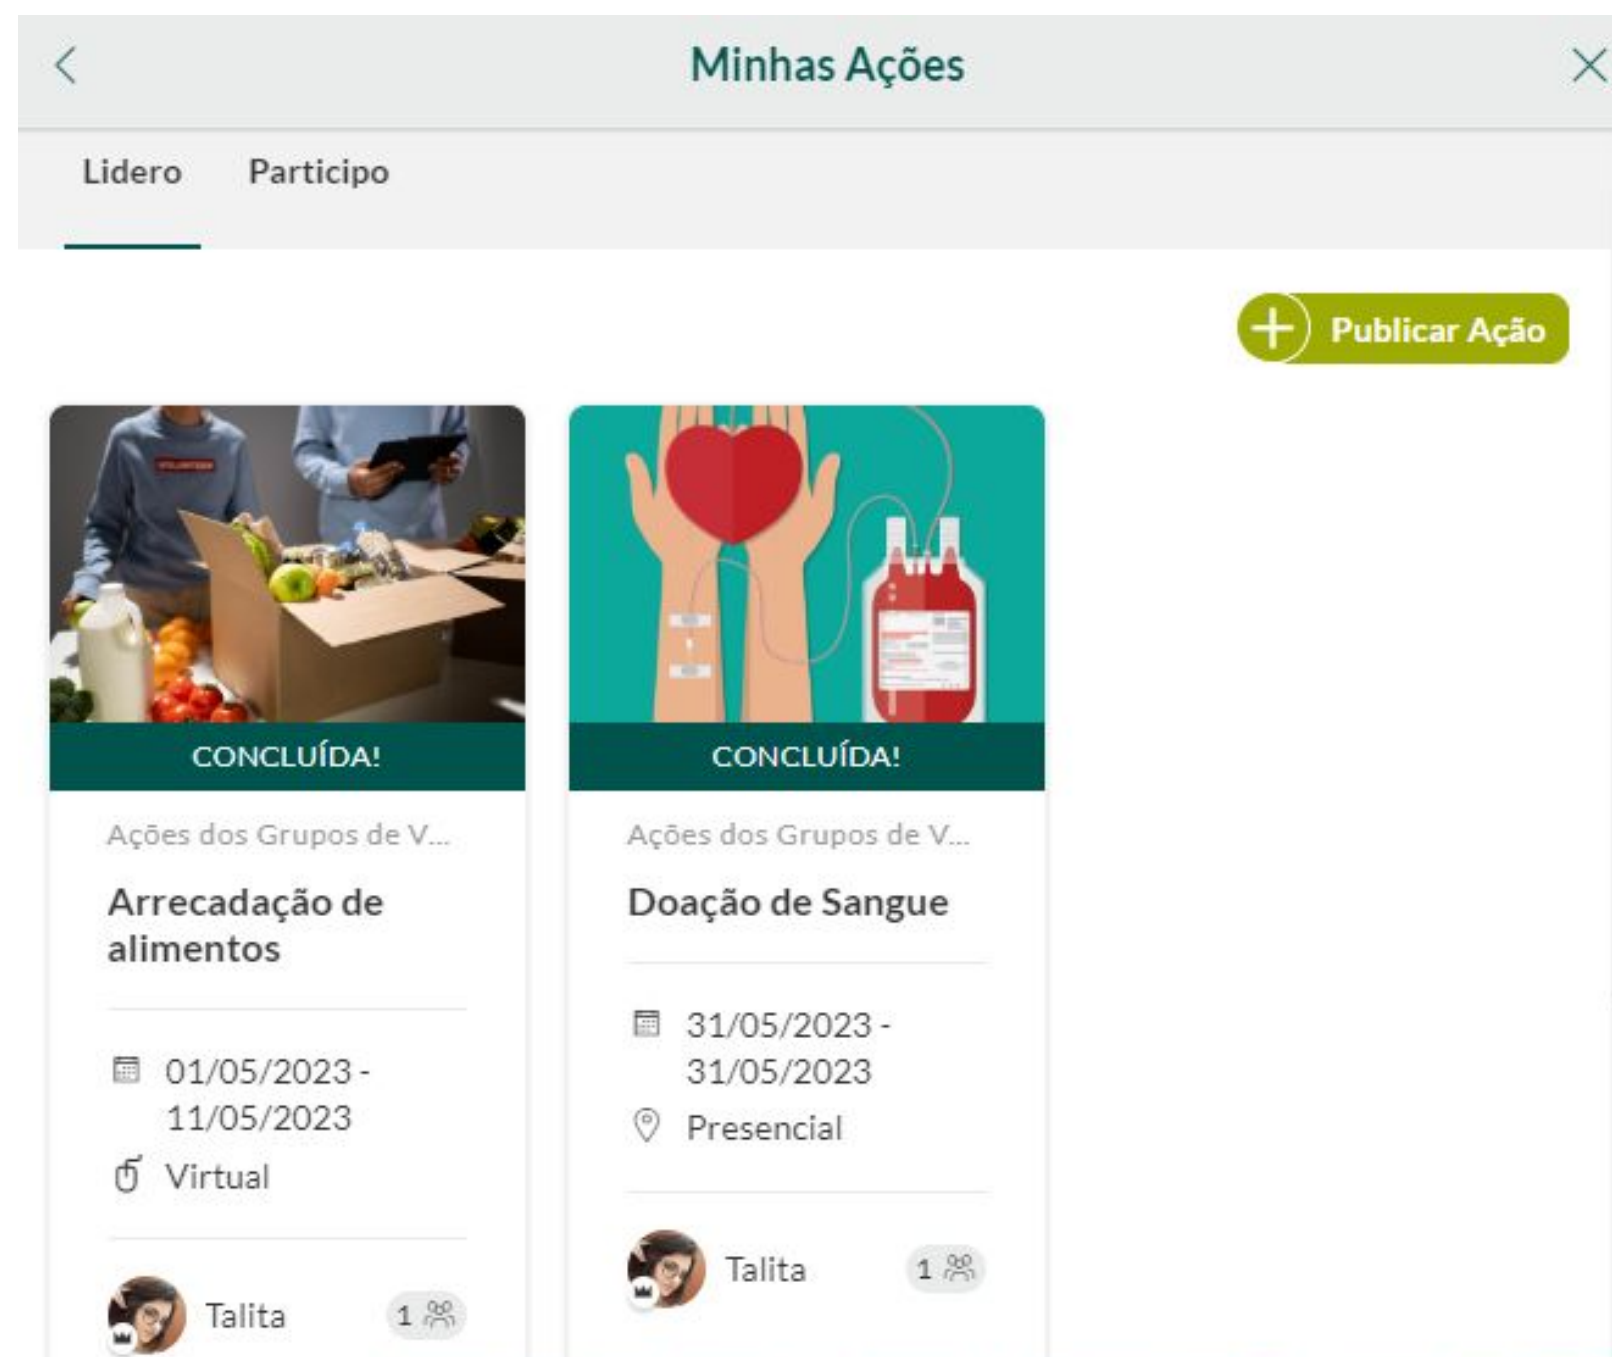 Minhas Ações
Lidero
Participo
Publicar Ação
CONCLUÍDA!
Ações dos Grupos de V...
Arrecadação de
alimentos
01/05/2023 -
11/05/2023
Virtual
Talita
1
CONCLUÍDA!
Ações dos Grupos de V...
Doação de Sangue
31/05/2023 -
31/05/2023
Presencial
Talita
1